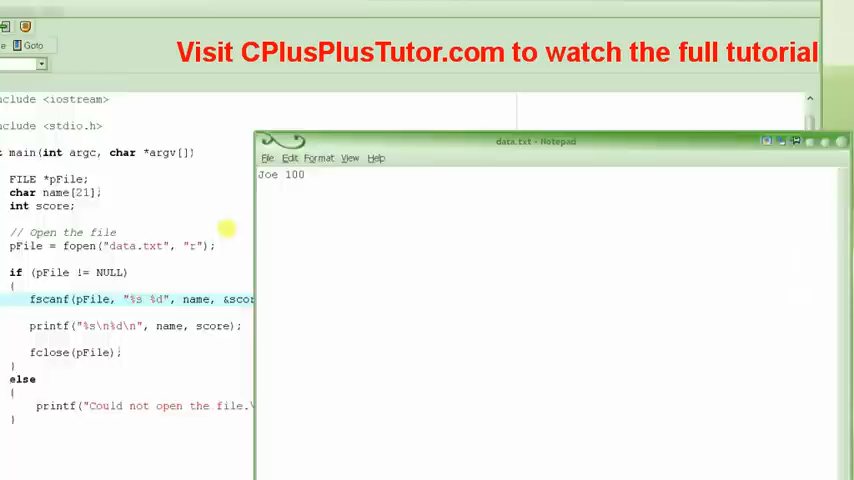 Goto
Visit CPlusPlusTutor.com to watch the full tutorial
nclude <iostream>
nclude <stdio.h>
t main(int argc, char *argv[])
FILE *pFile;
char name[21];
int score;
// Open the file
pFile = fopen("data.txt", "r");
if (pFile != NULL)
{
fscanf(pFile, "%s %d", name, &scor
printf("%s\n%d\n", name, score);
fclose(pFile);
}
else
{
printf("Could not open the file.\
}
data.txt - Notepad
File Edit Format View Help
Joe 100